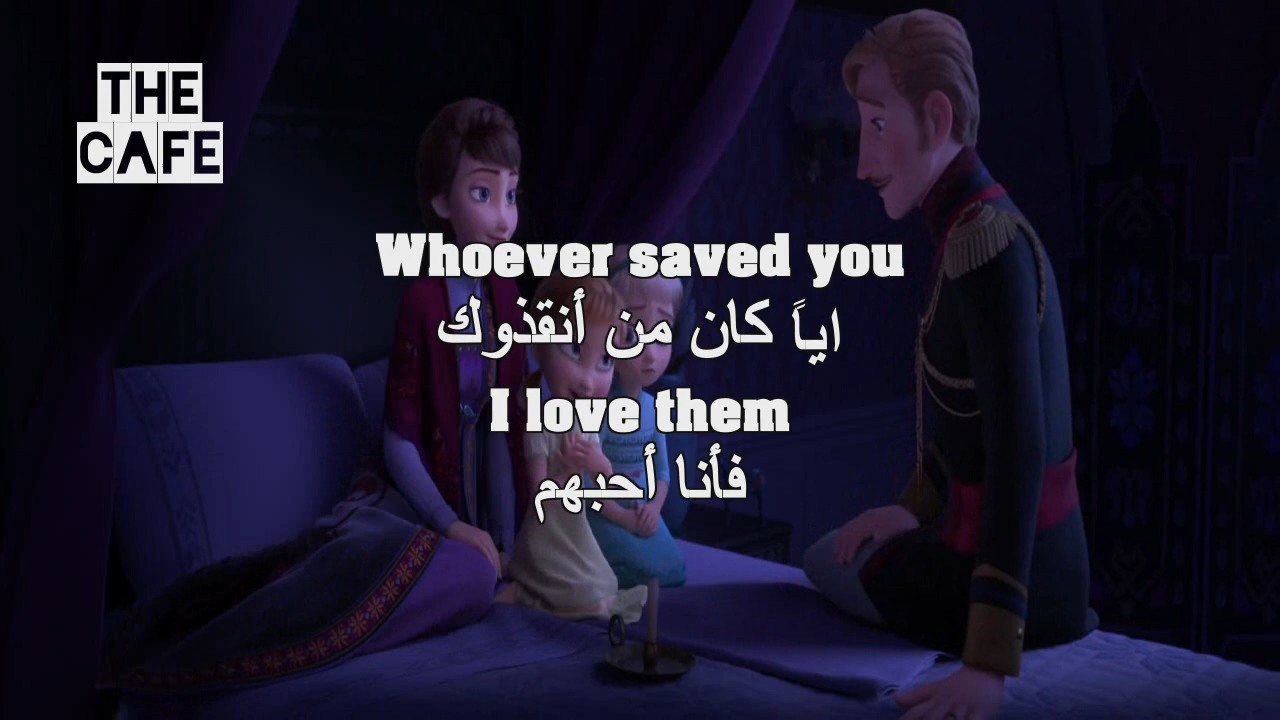 THE
CAFE
Whoever saved you
اياً كان من أنقذوك
I love them
فأنا أحبهم